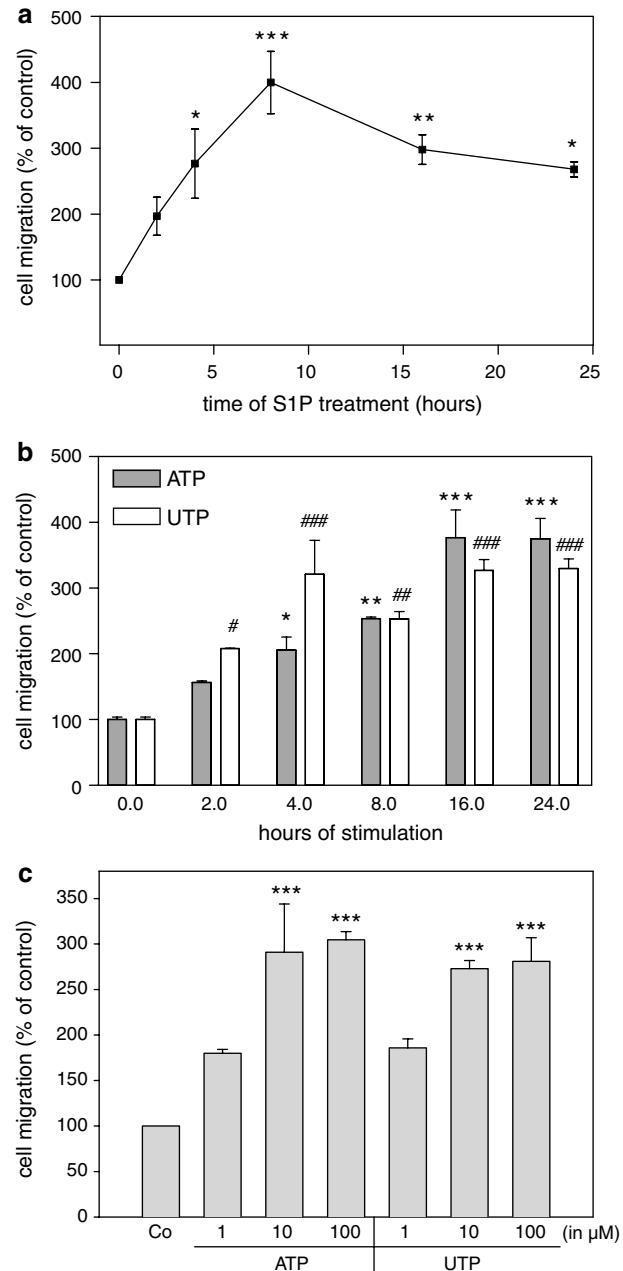 a
cell migration (% of control)
500
400
300
200
100
*
***
**
*
0 5 10 15 20 25
time of S1P treatment (hours)
b
cell migration (% of control)
500
400
300
200
100
0
ATP
UTP
#
*
###
**
##
***
###
***
###
0.0 2.0 4.0 8.0 16.0 24.0
hours of stimulation
c
cell migration (% of control)
350
300
250
200
150
100
50
0
***
***
***
***
Co 1 10 100 1 10 100 (in µM)
ATP UTP